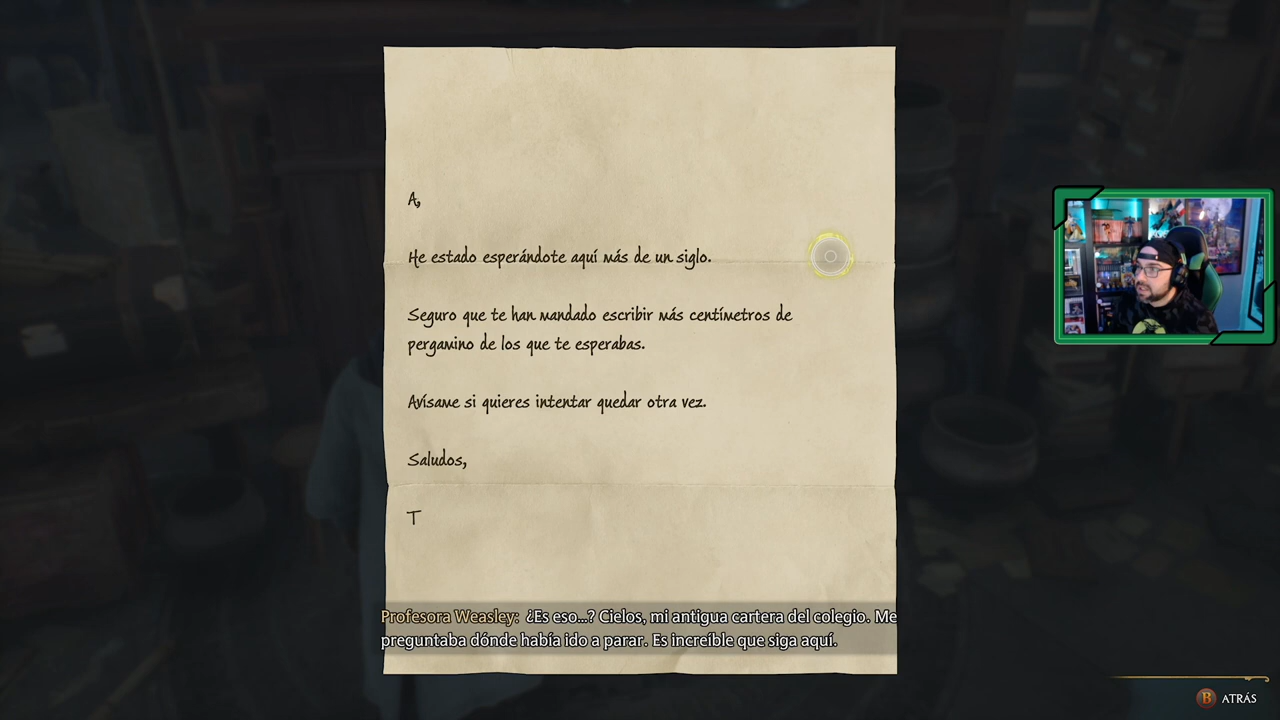 A,
He estado esperándote aquí más de un siglo.
Seguro que te han mandado escribir más centímetros de
pergamino de los que te esperabas.
Avísame si quieres intentar quedar otra vez.
Saludos,
T
Profesora Weasley: ¿Es eso...? Cielos, mi antigua cartera del colegio. Me
preguntaba dónde había ido a parar. Es increíble que siga aquí.
B ATRÁS